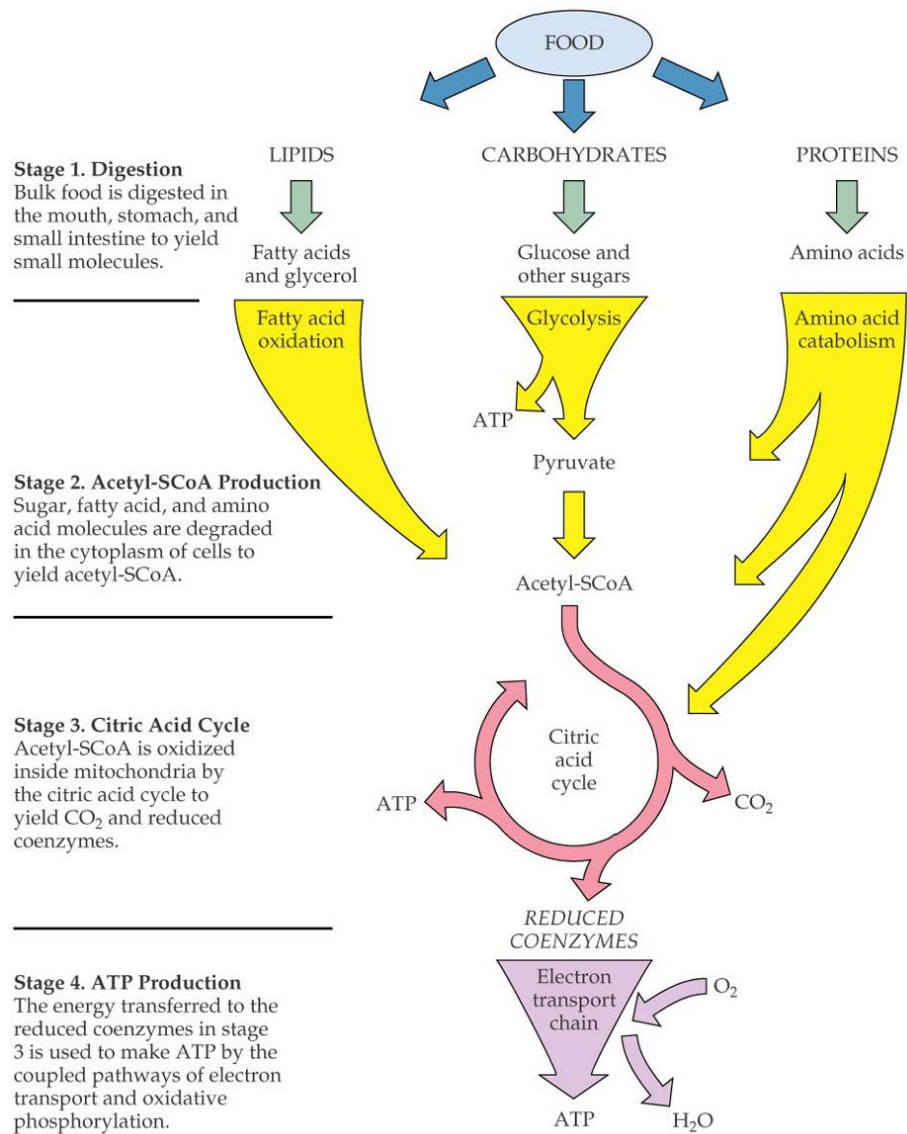 FOOD
LIPIDS
CARBOHYDRATES
PROTEINS
Stage 1. Digestion
Bulk food is digested in
the mouth, stomach, and
small intestine to yield
small molecules.
Fatty acids
and glycerol
Glucose and
other sugars
Amino acids
Fatty acid
oxidation
Glycolysis
Amino acid
catabolism
ATP
Pyruvate
Stage 2. Acetyl-SCoA Production
Sugar, fatty acid, and amino
acid molecules are degraded
in the cytoplasm of cells to
yield acetyl-SCoA.
Acetyl-SCoA
Stage 3. Citric Acid Cycle
Acetyl-SCoA is oxidized
inside mitochondria by
the citric acid cycle to
yield CO₂ and reduced
coenzymes.
Citric
acid
cycle
ATP
CO₂
REDUCED
COENZYMES
Stage 4. ATP Production
The energy transferred to the
reduced coenzymes in stage
3 is used to make ATP by the
coupled pathways of electron
transport and oxidative
phosphorylation.
Electron
transport
chain
O₂
ATP
H₂O